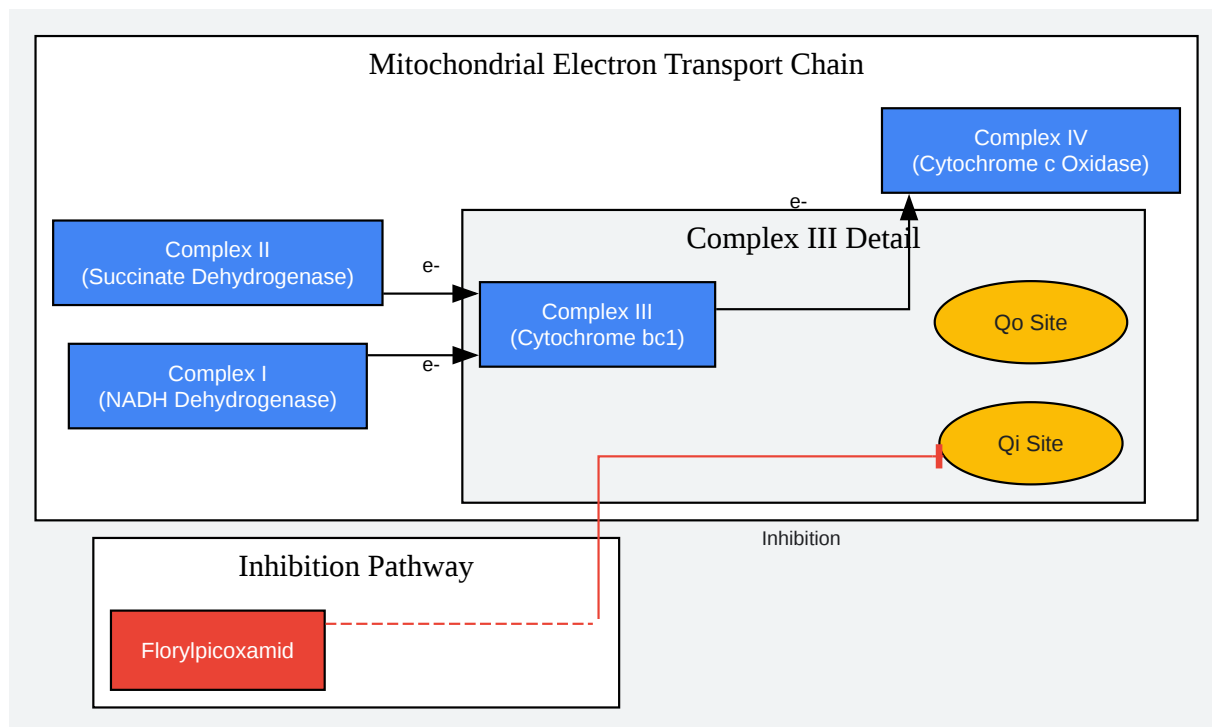 Mitochondrial Electron Transport Chain
Complex IV
(Cytochrome c Oxidase)
e-
Complex III Detail
Complex II
(Succinate Dehydrogenase)
e-
Complex III
(Cytochrome bc1)
Qo Site
Complex I
(NADH Dehydrogenase)
e-
Qi Site
Inhibition
Inhibition Pathway
Florylpicoxamid